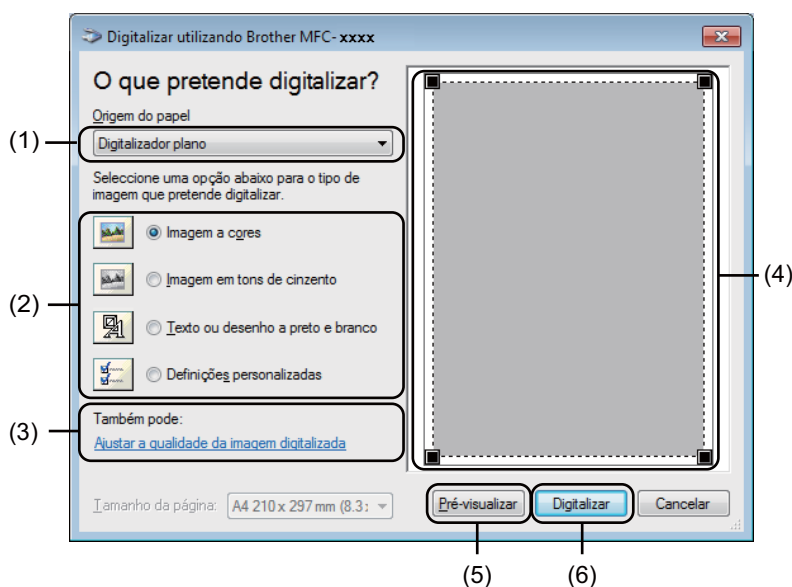 Digitalizar utilizando Brother MFC- xxxx
O que pretende digitalizar?
Origem do papel
(1)
Digitalizador plano
Seleccione uma opção abaixo para o tipo de
imagem que pretende digitalizar.
Imagem a cores
(2)
Imagem em tons de cinzento
Texto ou desenho a preto e branco
Definições personalizadas
(3)
Também pode:
Ajustar a qualidade da imagem digitalizada
(4)
Tamanho da página: A4 210 x 297 mm (8.3:
Pré-visualizar Digitalizar Cancelar
(5) (6)